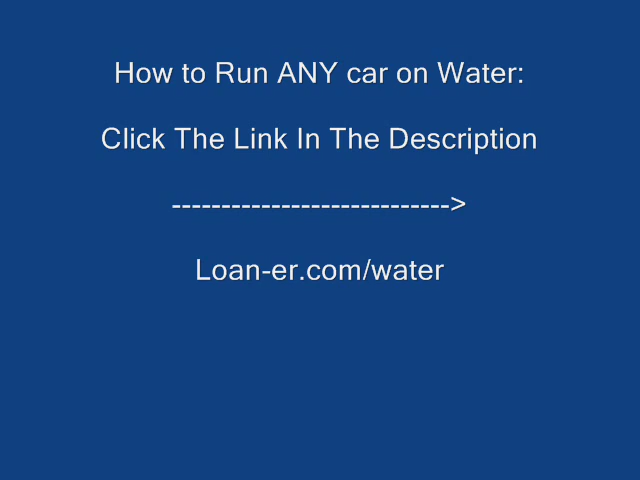 How to Run ANY car on Water:
Click The Link In The Description
---------------------------->
Loan-er.com/water